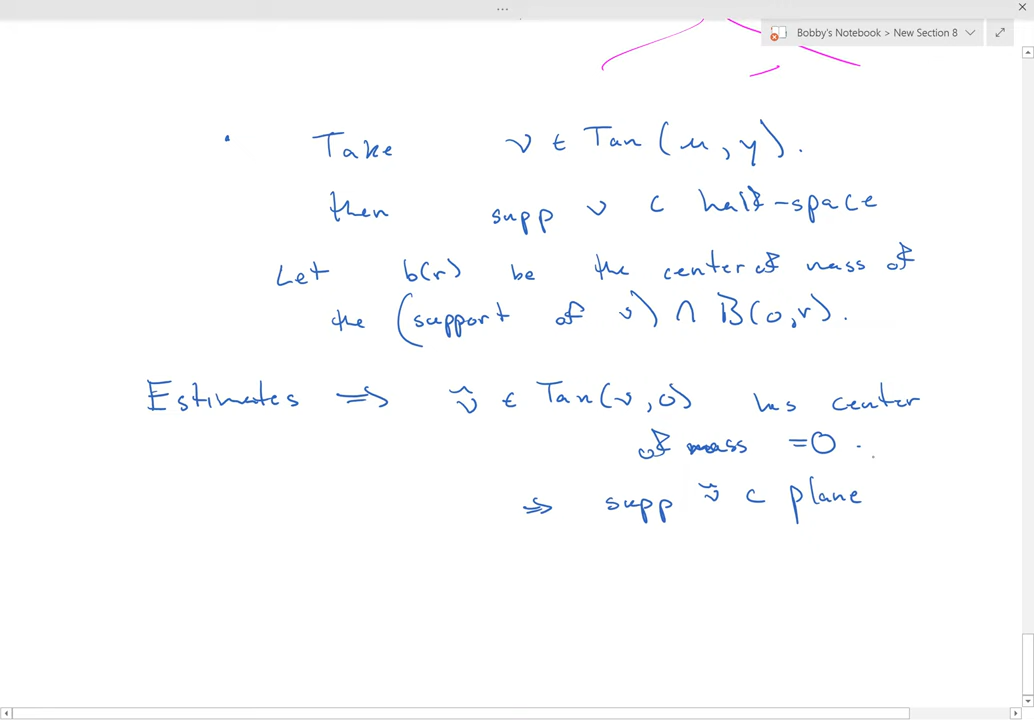 Bobby's Notebook > New Section 8
Take ν ∈ Tan(μ, y).
then supp ν ⊂ half-space
Let b(r) be the center of mass of
the (support of ν) ∩ B(0,r).
Estimates ⇒ ν̃ ∈ Tan(ν,0) has center
of mass =0.
⇒ supp ν̃ ⊂ plane